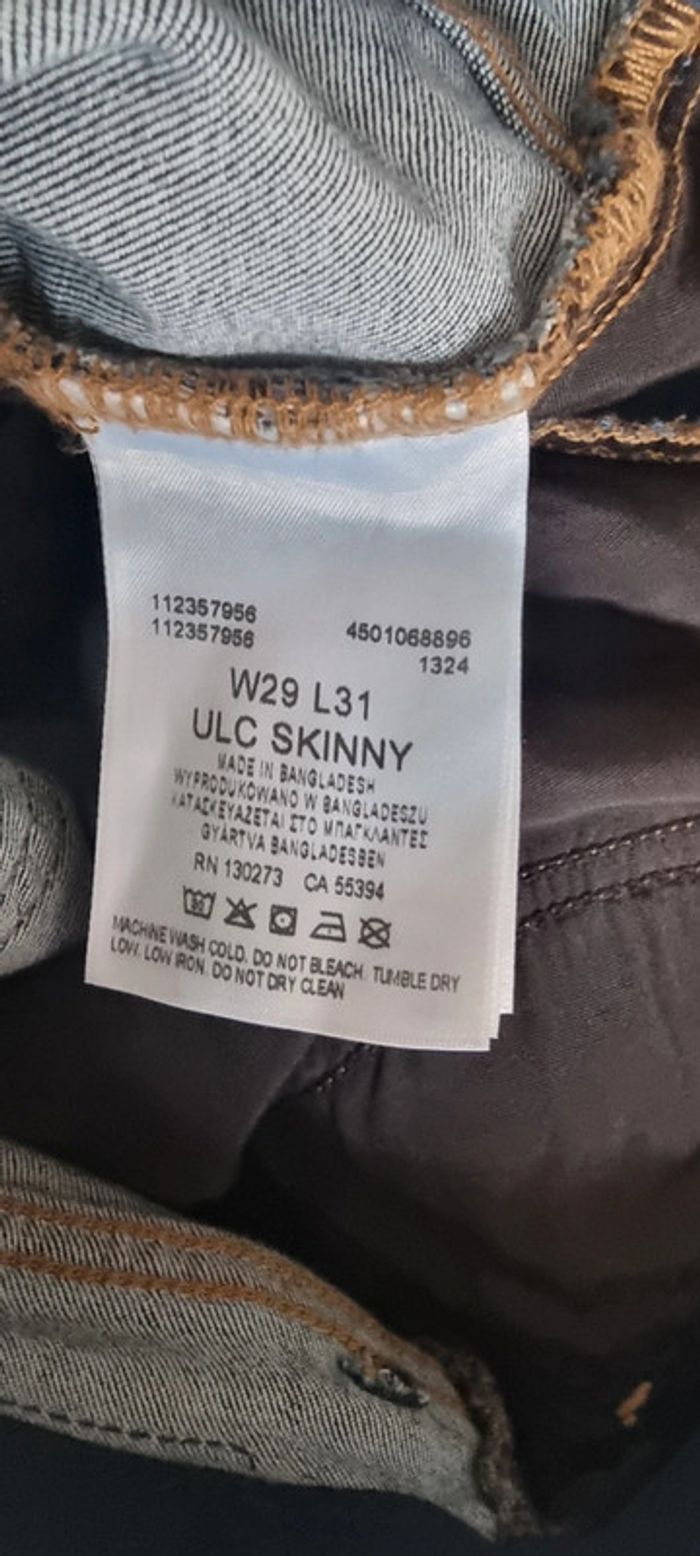 112357956
112357956
4501068896
1324
W29 L31
ULC SKINNY
MADE IN BANGLADESH
WYPRODUKOWANO W BANGLADESZU
ΚΑΤΑΣΚΕΥΑΖΕΤΑΙ ΣΤΟ ΜΠΑΓΚΛΑΝΤΕΣ
GYÁRTVA BANGLADESBEN
RN 130273 CA 55394
MACHINE WASH COLD. DO NOT BLEACH. TUMBLE DRY
LOW. LOW IRON. DO NOT DRY CLEAN